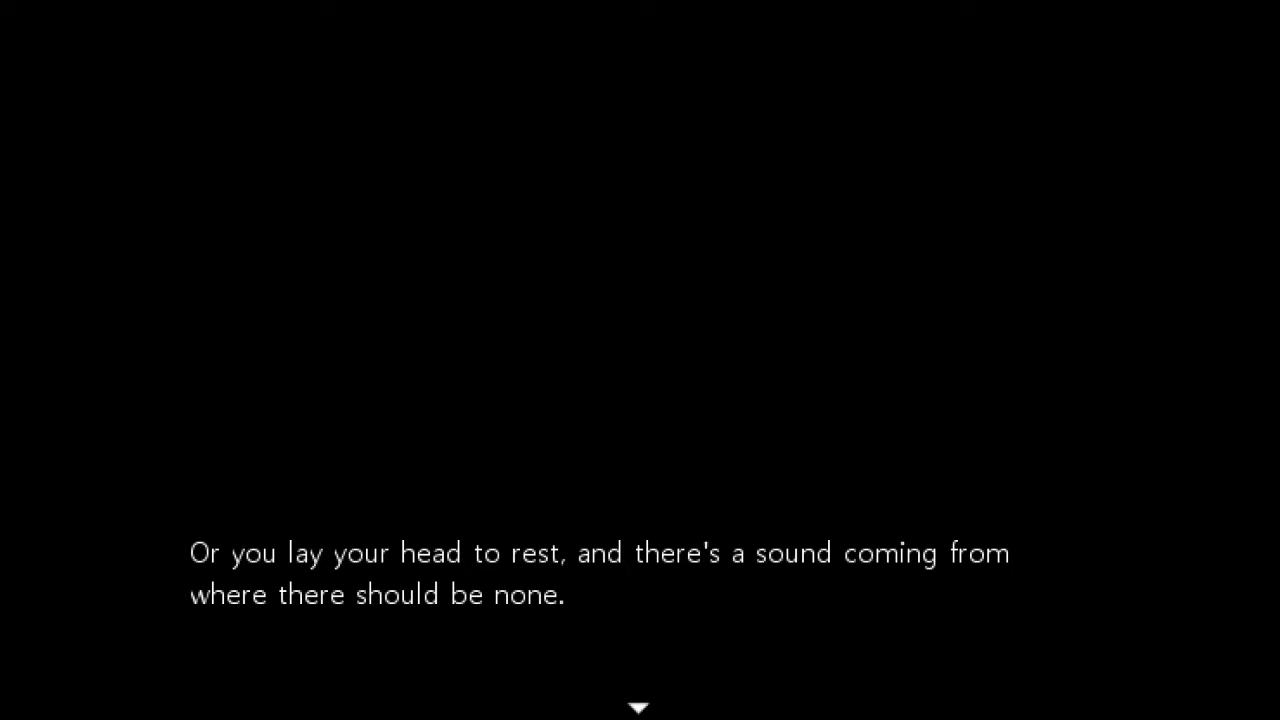 Or you lay your head to rest, and there's a sound coming from
where there should be none.